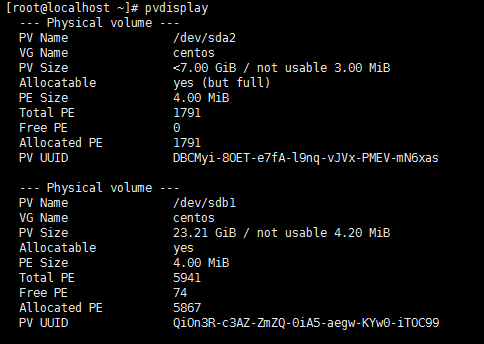 [root@localhost ~]# pvdisplay
--- Physical volume ---
PV Name /dev/sda2
VG Name centos
PV Size <7.00 GiB / not usable 3.00 MiB
Allocatable yes (but full)
PE Size 4.00 MiB
Total PE 1791
Free PE 0
Allocated PE 1791
PV UUID DBCMyi-8OET-e7fA-l9nq-vJVx-PMEV-mN6xas
--- Physical volume ---
PV Name /dev/sdb1
VG Name centos
PV Size 23.21 GiB / not usable 4.20 MiB
Allocatable yes
PE Size 4.00 MiB
Total PE 5941
Free PE 74
Allocated PE 5867
PV UUID QiOn3R-c3AZ-ZmZQ-0iA5-aegw-KYw0-iTOC99